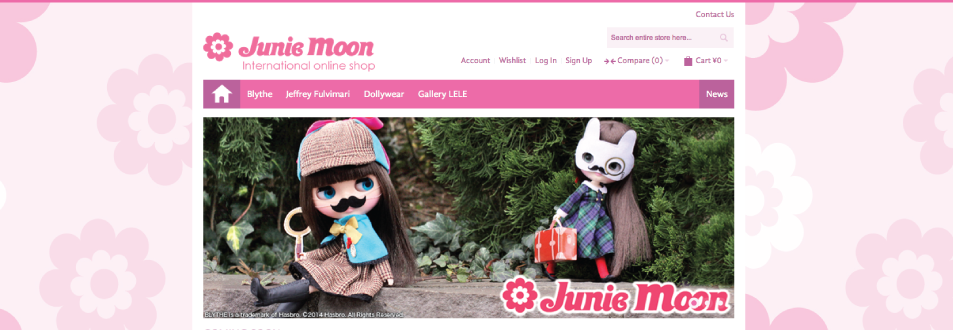 Contact Us
Junie Moon
International online shop
Search entire store here...
Account Wishlist Log In Sign Up Compare (0) Cart ¥0
Blythe Jeffrey Fulvimari Dollywear Gallery LELE News
Junie Moon
BLYTHE is a trademark of Hasbro. ©2014 Hasbro. All Rights Reserved.